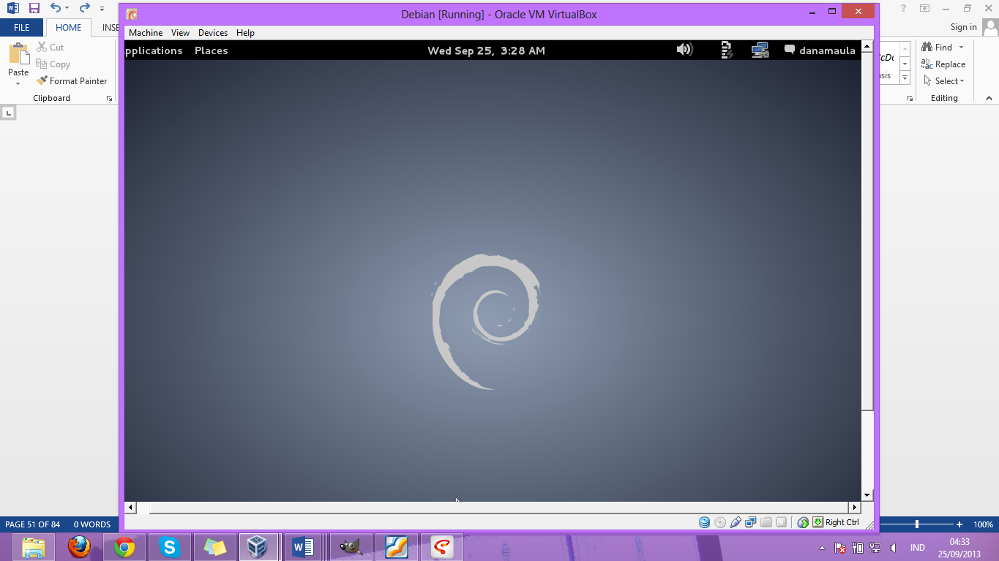 Debian [Running] - Oracle VM VirtualBox
FILE HOME INSE
Sign in
Machine View Devices Help
pplications Places Wed Sep 25, 3:28 AM danamaula
Cut
Copy
Paste
Format Painter
Clipboard
Find
Replace
Select
Editing
PAGE 51 OF 84 0 WORDS
Right Ctrl
100%
IND
04:33
25/09/2013